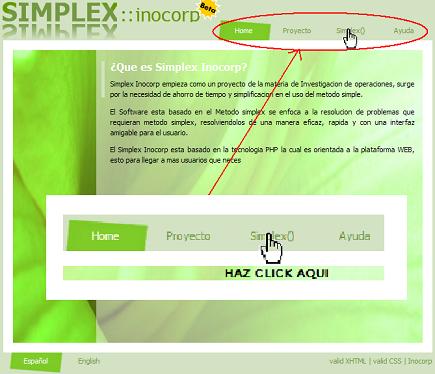 SIMPLEX::inocorp Beta
Home Proyecto Simplex() Ayuda
¿Que es Simplex Inocorp?
Simplex Inocorp empieza como un proyecto de la materia de Investigacion de operaciones, surge
por la necesidad de ahorro de tiempo y simplificacion en el uso del metodo simple.
El Software esta basado en el Metodo simplex se enfoca a la resolucion de problemas que
requieran metodo simplex, resolviendolos de una manera eficaz, rapida y con una interfaz
amigable para el usuario.
El Simplex Inocorp esta basado en la tecnologia PHP la cual es orientada a la plataforma WEB,
esto para llegar a mas usuarios que neces
Home Proyecto Simplex() Ayuda
HAZ CLICK AQUI
Español English valid XHTML | valid CSS | Inocorp